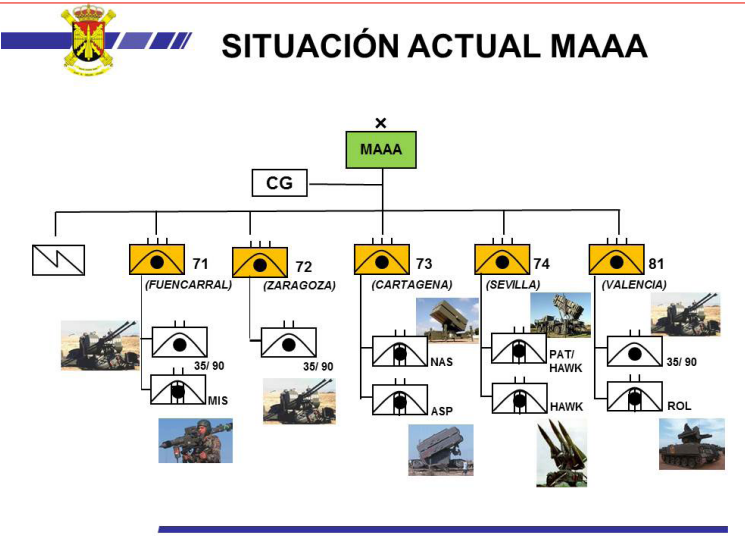 SITUACIÓN ACTUAL MAAA
MAAA
CG
71
(FUENCARRAL)
72
(ZARAGOZA)
73
(CARTAGENA)
74
(SEVILLA)
81
(VALENCIA)
35/ 90
MIS
35/ 90
NAS
ASP
PAT/
HAWK
HAWK
35/ 90
ROL